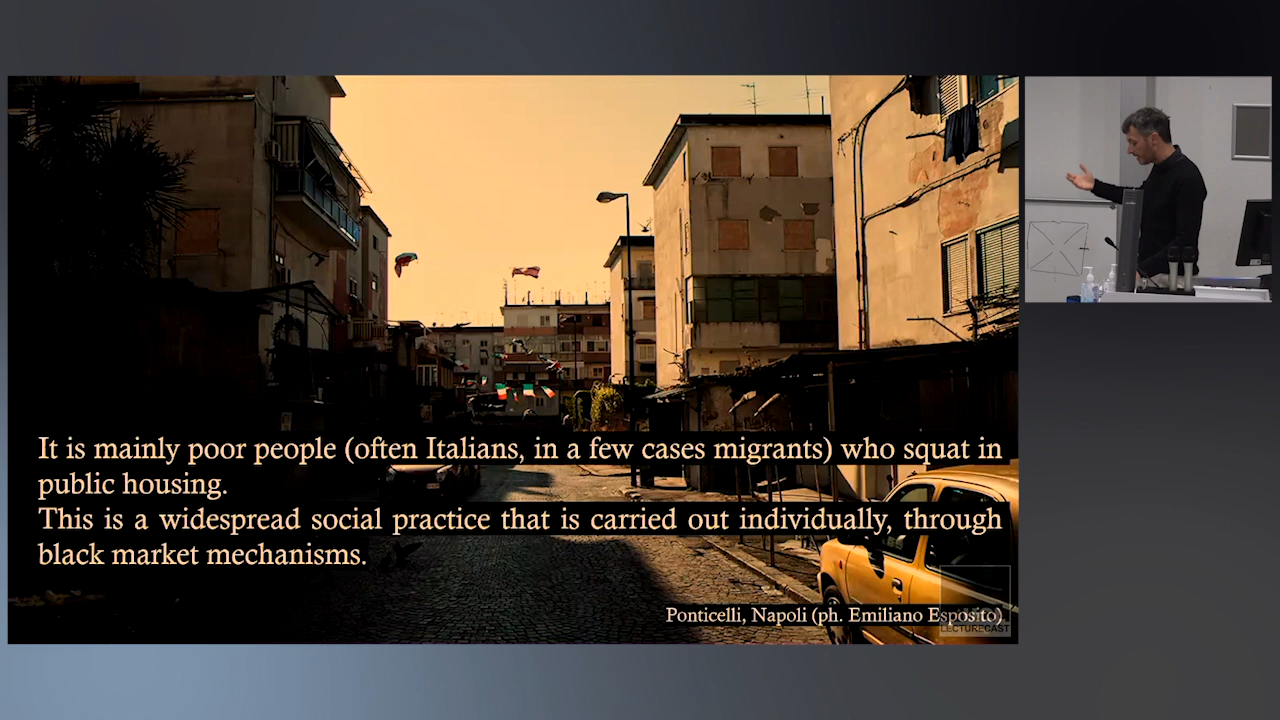 It is mainly poor people (often Italians, in a few cases migrants) who squat in
public housing.
This is a widespread social practice that is carried out individually, through
black market mechanisms.
Ponticelli, Napoli (ph. Emiliano Esposito)
LECTURECAST